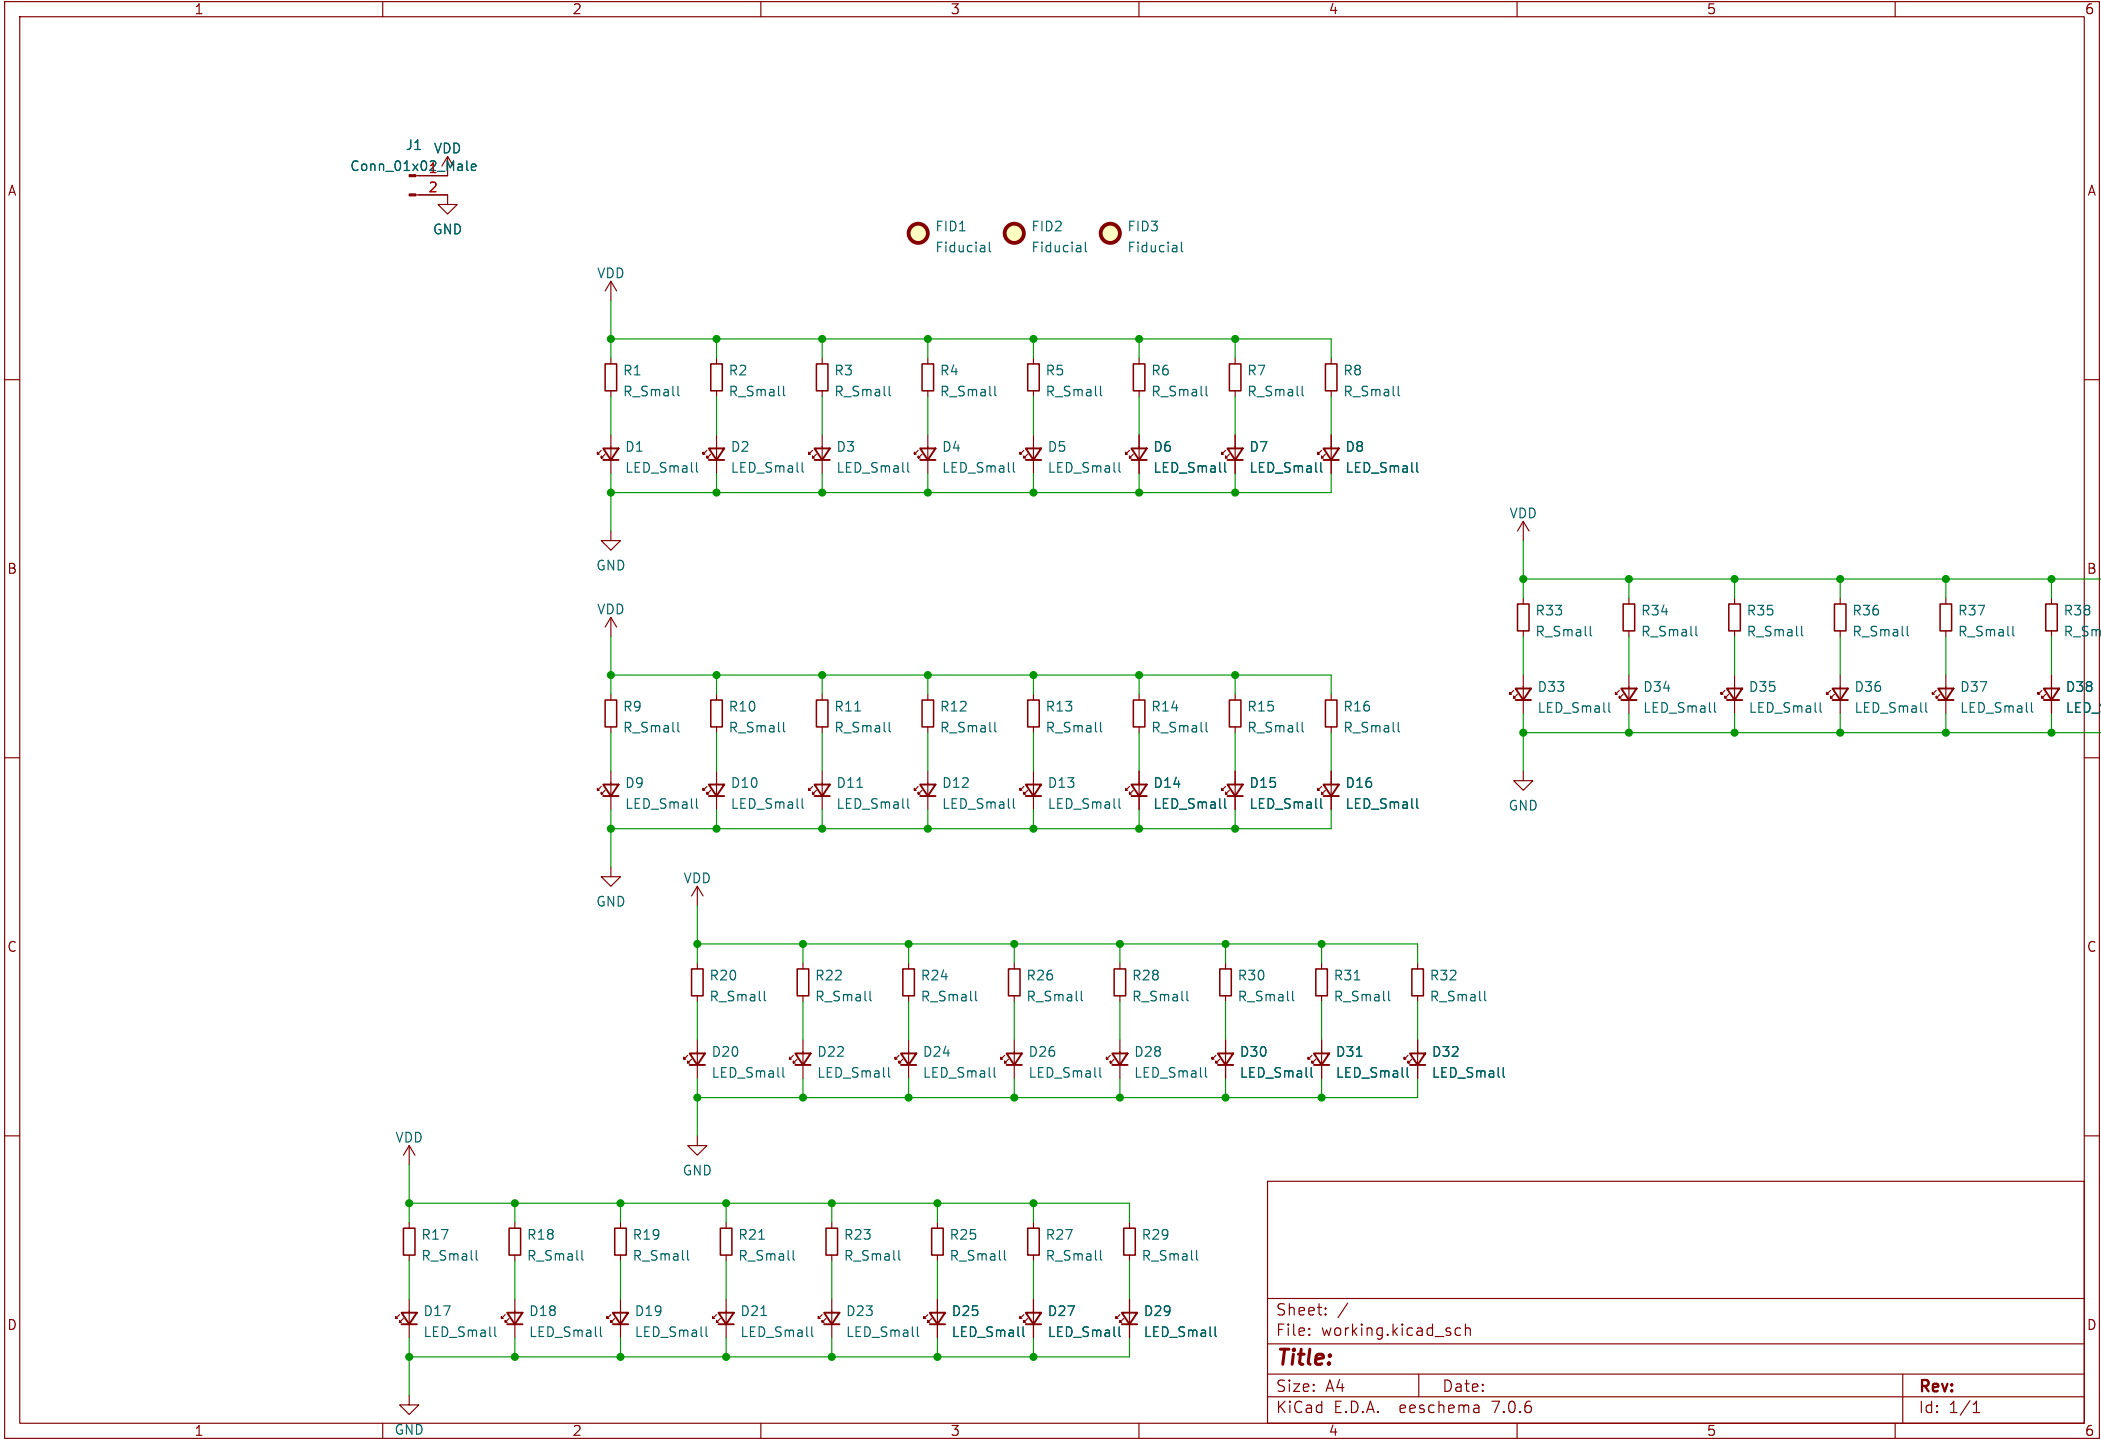 1 2 3 4 5 6
A
B
C
D
A
B
C
D
J1
VDD
Conn_01x02_Male
1
2
GND
FID1
Fiducial
FID2
Fiducial
FID3
Fiducial
VDD
R1 R2 R3 R4 R5 R6 R7 R8
R_Small R_Small R_Small R_Small R_Small R_Small R_Small R_Small
D1 D2 D3 D4 D5 D6 D7 D8
LED_Small LED_Small LED_Small LED_Small LED_Small LED_Small LED_Small LED_Small
GND
VDD
R33 R34 R35 R36 R37 R38
R_Small R_Small R_Small R_Small R_Small R_Sm
D33 D34 D35 D36 D37 D38
LED_Small LED_Small LED_Small LED_Small LED_Small LED_
GND
VDD
R9 R10 R11 R12 R13 R14 R15 R16
R_Small R_Small R_Small R_Small R_Small R_Small R_Small R_Small
D9 D10 D11 D12 D13 D14 D15 D16
LED_Small LED_Small LED_Small LED_Small LED_Small LED_Small LED_Small LED_Small
GND
VDD
R20 R22 R24 R26 R28 R30 R31 R32
R_Small R_Small R_Small R_Small R_Small R_Small R_Small R_Small
D20 D22 D24 D26 D28 D30 D31 D32
LED_Small LED_Small LED_Small LED_Small LED_Small LED_Small LED_Small LED_Small
GND
VDD
R17 R18 R19 R21 R23 R25 R27 R29
R_Small R_Small R_Small R_Small R_Small R_Small R_Small R_Small
D17 D18 D19 D21 D23 D25 D27 D29
LED_Small LED_Small LED_Small LED_Small LED_Small LED_Small LED_Small LED_Small
GND
Sheet: /
File: working.kicad_sch
Title:
Size: A4 Date: Rev:
KiCad E.D.A. eeschema 7.0.6 Id: 1/1
1 2 3 4 5 6